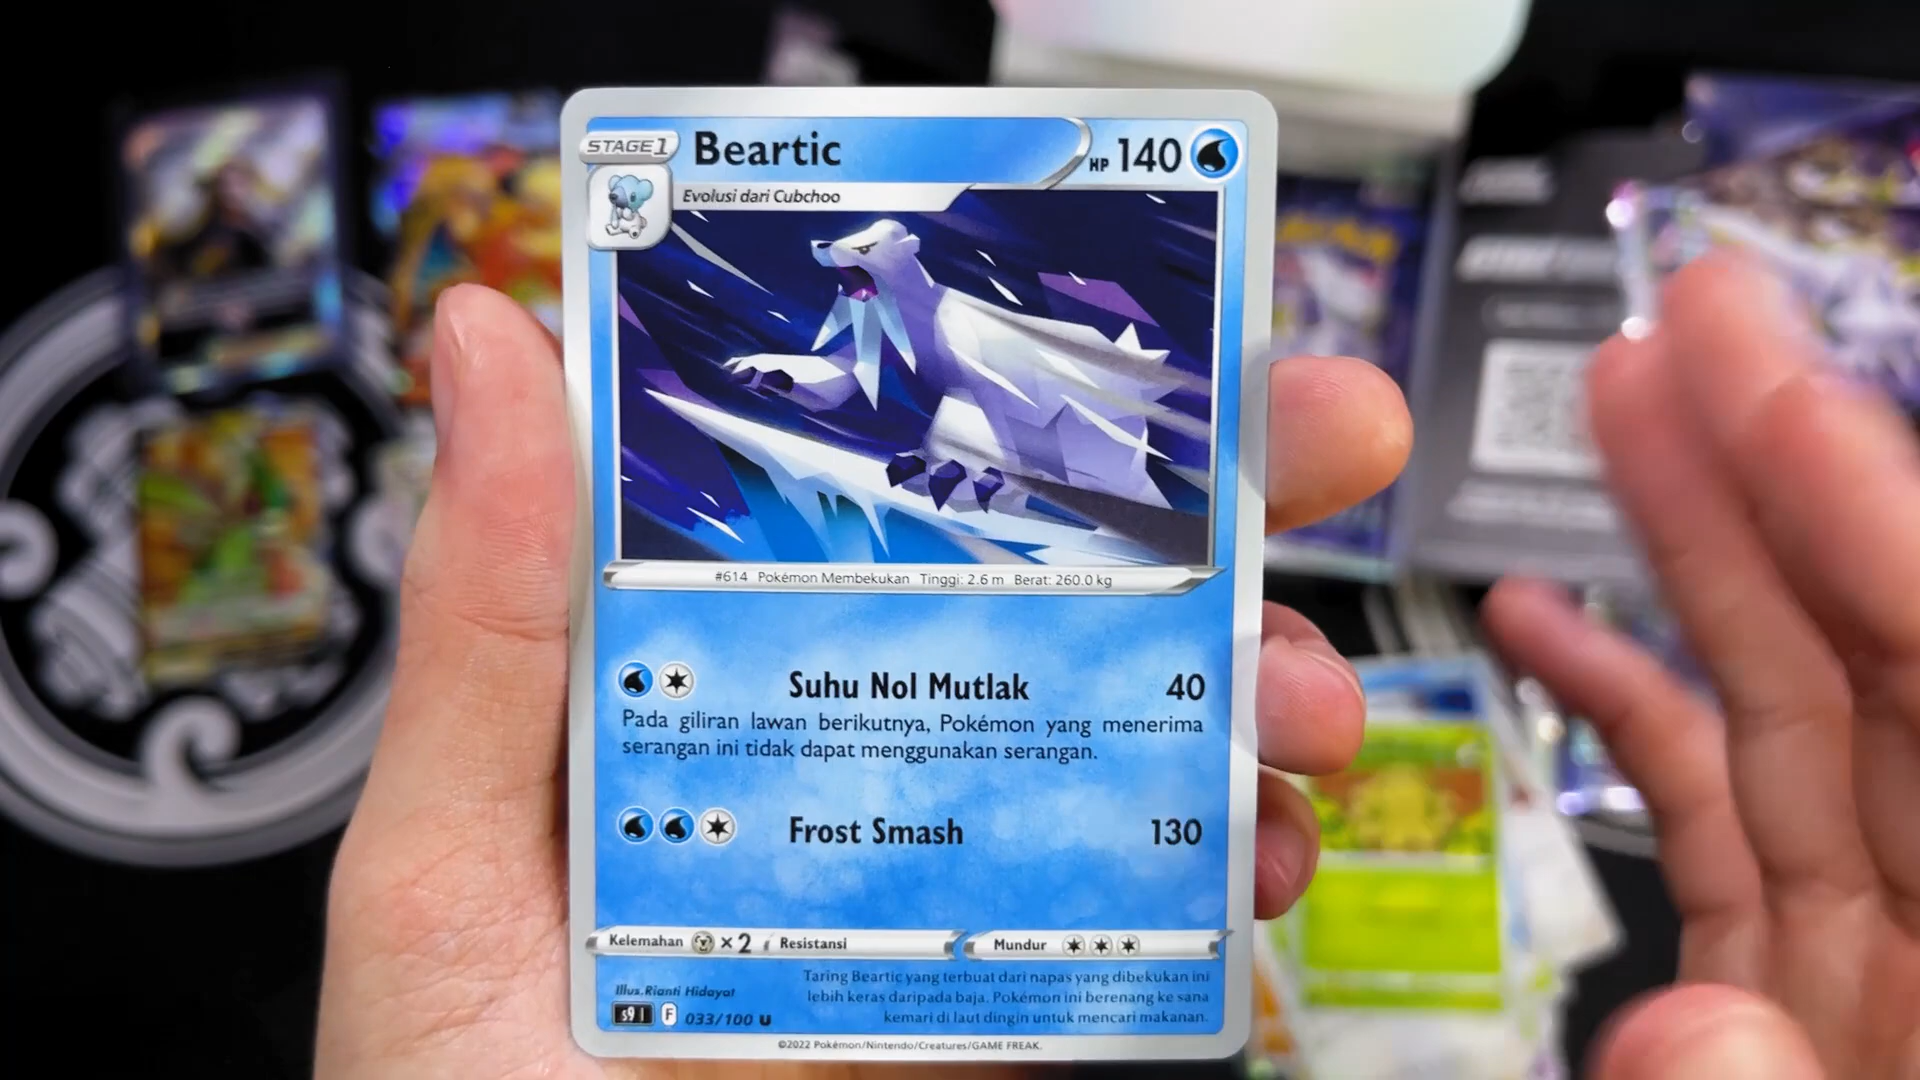 STAGE1 Beartic HP 140
Evolusi dari Cubchoo
#614 Pokémon Membekukan Tinggi: 2.6 m Berat: 260.0 kg
Suhu Nol Mutlak 40
Pada giliran lawan berikutnya, Pokémon yang menerima
serangan ini tidak dapat menggunakan serangan.
Frost Smash 130
Kelemahan ×2 Resistansi Mundur
Taring Beartic yang terbuat dari napas yang dibekukan ini
lebih keras daripada baja. Pokémon ini berenang ke sana
kemari di laut dingin untuk mencari makanan.
Illus. Rianti Hidayat
s9 I F 033/100 U
©2022 Pokémon/Nintendo/Creatures/GAME FREAK.